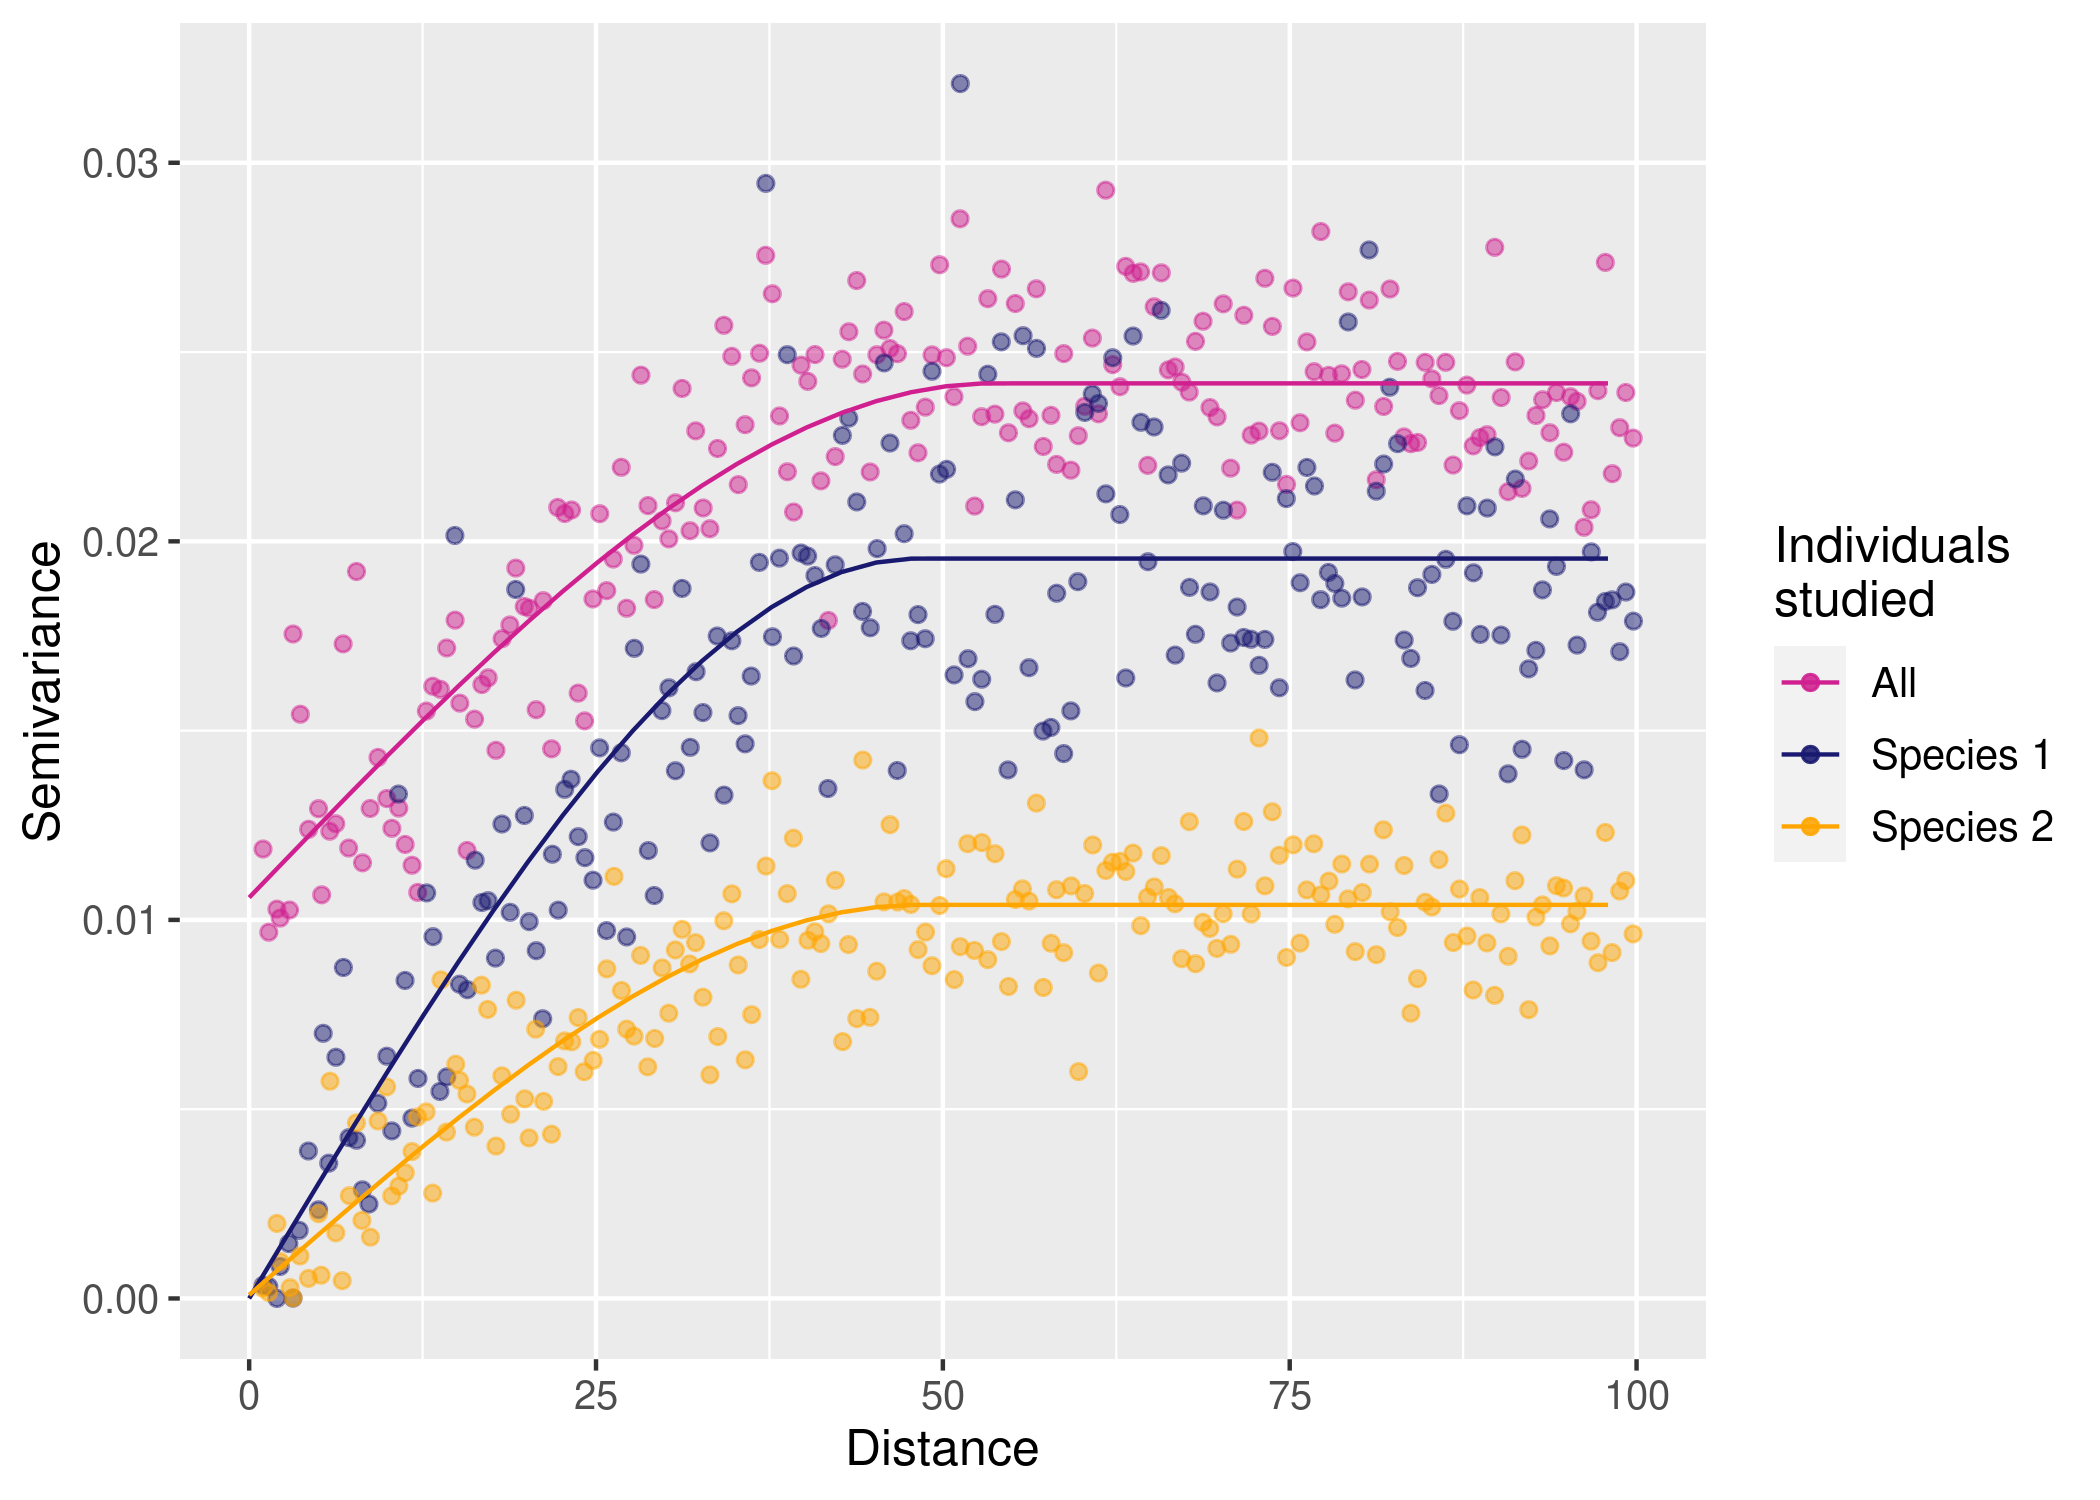 0.03
0.02
0.01
0.00
Semivariance
0
25
50
75
100
Distance
Individuals
studied
All
Species 1
Species 2